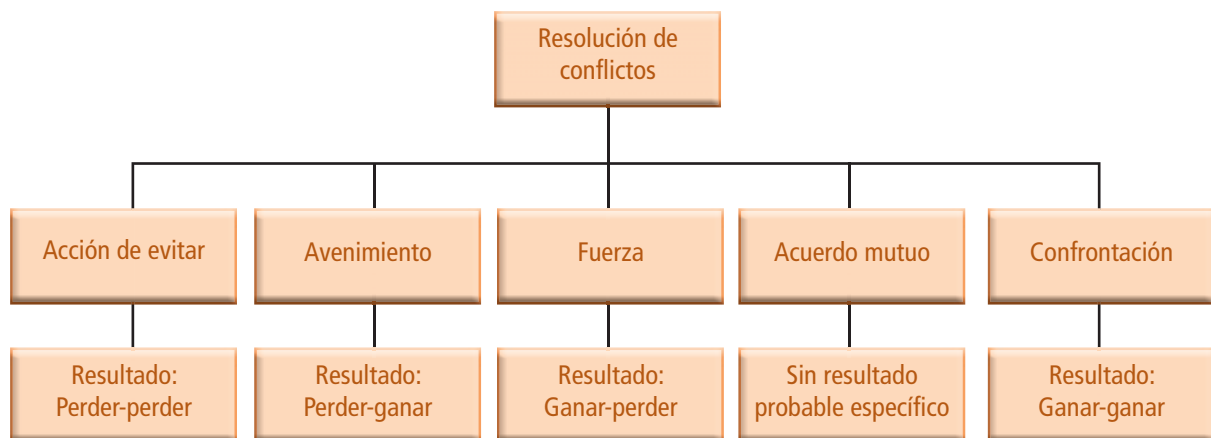 Resolución de
conflictos
Acción de evitar
Avenimiento
Fuerza
Acuerdo mutuo
Confrontación
Resultado:
Perder-perder
Resultado:
Perder-ganar
Resultado:
Ganar-perder
Sin resultado
probable específico
Resultado:
Ganar-ganar